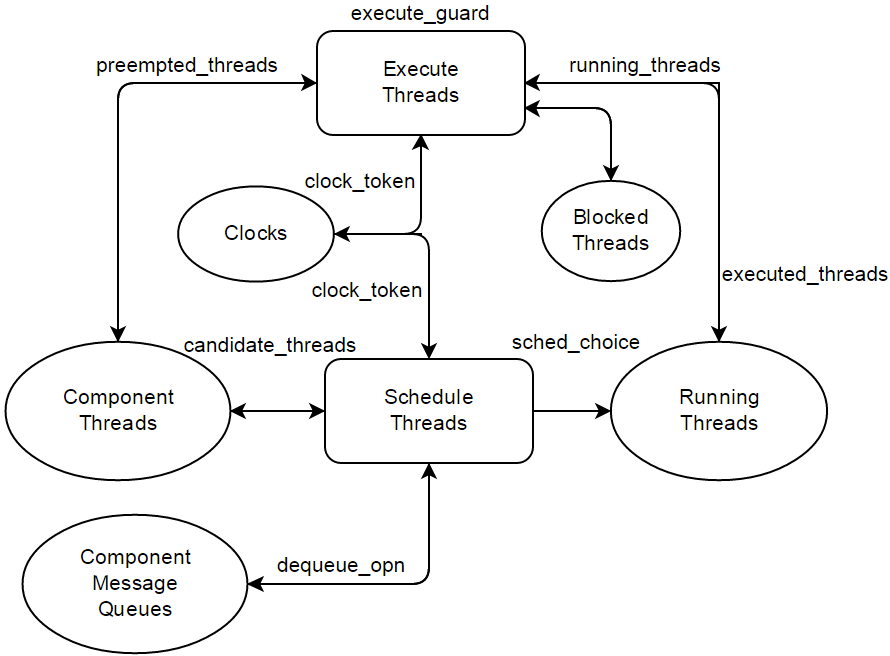 execute_guard
preempted_threads
Execute
Threads
running_threads
clock_token
Clocks
Blocked
Threads
clock_token
executed_threads
candidate_threads
sched_choice
Component
Threads
Schedule
Threads
Running
Threads
Component
Message
Queues
dequeue_opn